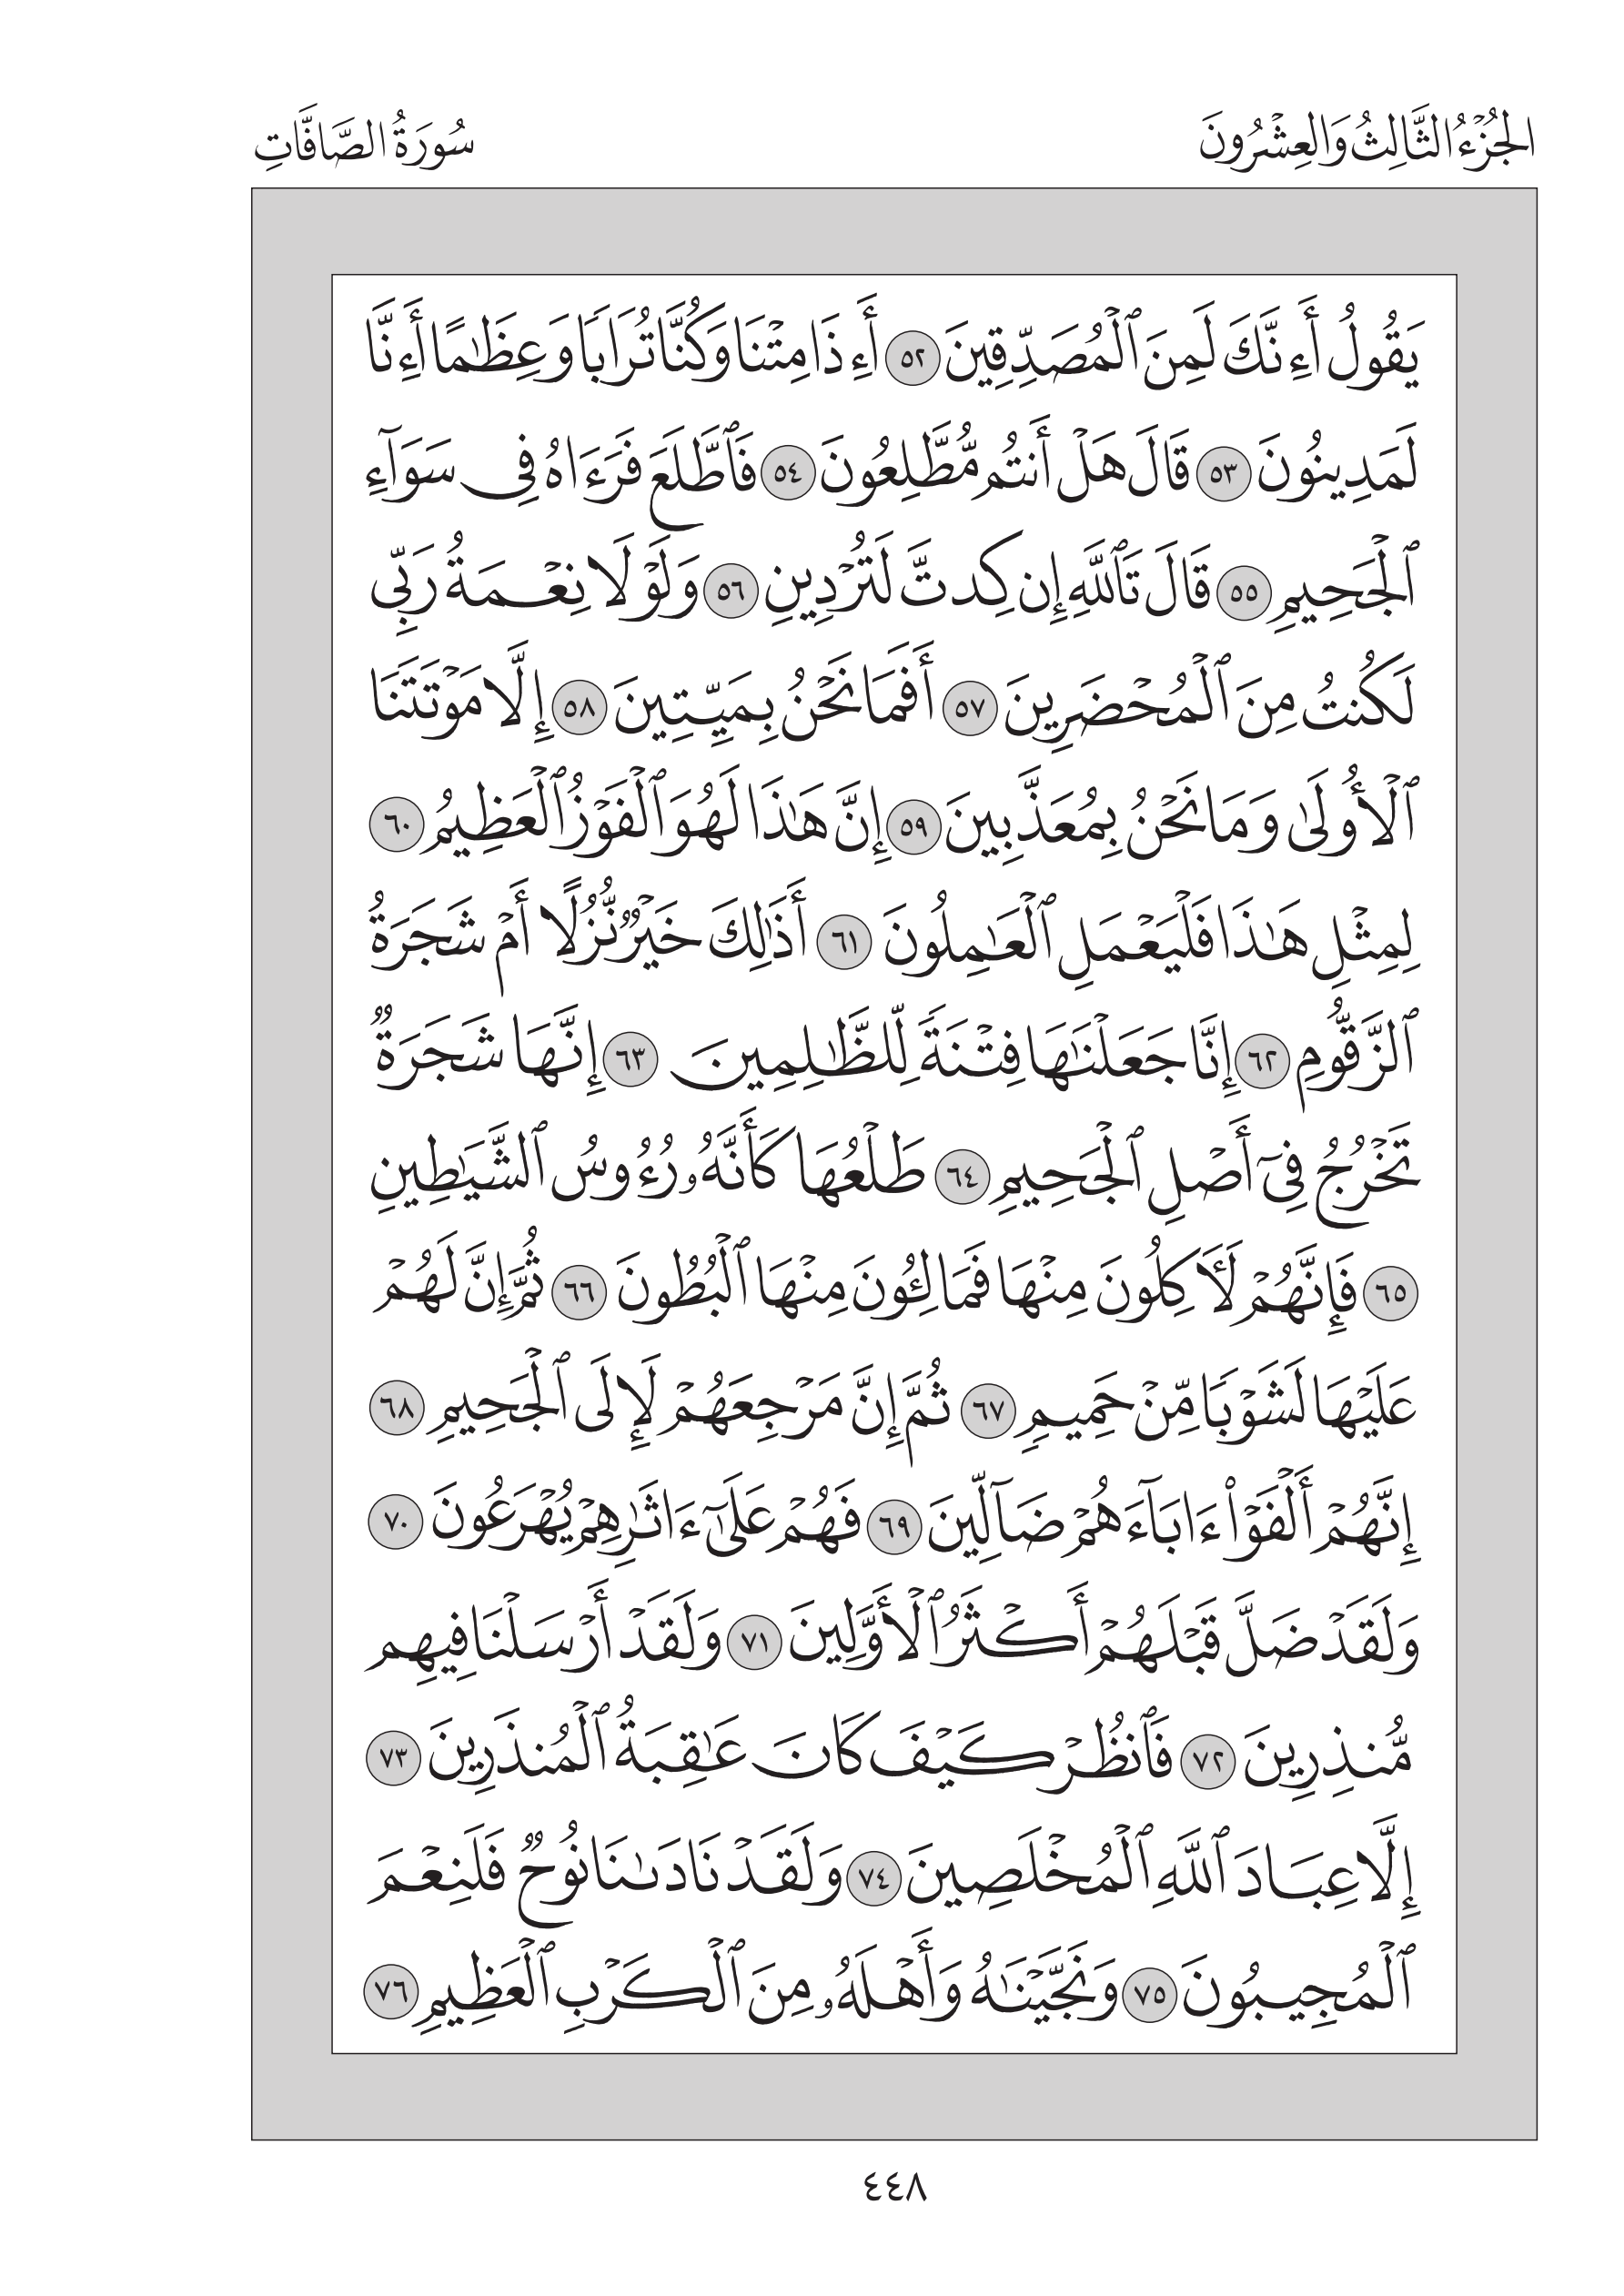 الجُزْءُ الثَّالِثُ وَالعِشْرُونَ
سُورَةُ الصَّافَّاتِ
يَقُولُ أَءِنَّكَ لَمِنَ ٱلْمُصَدِّقِينَ ٥٢ أَءِذَا مِتْنَا وَكُنَّا تُرَابًا وَعِظَٰمًا أَءِنَّا
لَمَدِينُونَ ٥٣ قَالَ هَلْ أَنتُم مُّطَّلِعُونَ ٥٤ فَٱطَّلَعَ فَرَءَاهُ فِى سَوَآءِ
ٱلْجَحِيمِ ٥٥ قَالَ تَٱللَّهِ إِن كِدتَّ لَتُرْدِينِ ٥٦ وَلَوْلَا نِعْمَةُ رَبِّى
لَكُنتُ مِنَ ٱلْمُحْضَرِينَ ٥٧ أَفَمَا نَحْنُ بِمَيِّتِينَ ٥٨ إِلَّا مَوْتَتَنَا
ٱلْأُولَىٰ وَمَا نَحْنُ بِمُعَذَّبِينَ ٥٩ إِنَّ هَٰذَا لَهُوَ ٱلْفَوْزُ ٱلْعَظِيمُ ٦٠
لِمِثْلِ هَٰذَا فَلْيَعْمَلِ ٱلْعَٰمِلُونَ ٦١ أَذَٰلِكَ خَيْرٌ نُّزُلًا أَمْ شَجَرَةُ
ٱلزَّقُّومِ ٦٢ إِنَّا جَعَلْنَٰهَا فِتْنَةً لِّلظَّٰلِمِينَ ٦٣ إِنَّهَا شَجَرَةٌ
تَخْرُجُ فِىٓ أَصْلِ ٱلْجَحِيمِ ٦٤ طَلْعُهَا كَأَنَّهُۥ رُءُوسُ ٱلشَّيَٰطِينِ
٦٥ فَإِنَّهُمْ لَـَٔاكِلُونَ مِنْهَا فَمَالِـُٔونَ مِنْهَا ٱلْبُطُونَ ٦٦ ثُمَّ إِنَّ لَهُمْ
عَلَيْهَا لَشَوْبًا مِّنْ حَمِيمٍ ٦٧ ثُمَّ إِنَّ مَرْجِعَهُمْ لَإِلَى ٱلْجَحِيمِ ٦٨
إِنَّهُمْ أَلْفَوْا۟ ءَابَآءَهُمْ ضَآلِّينَ ٦٩ فَهُمْ عَلَىٰٓ ءَاثَٰرِهِمْ يُهْرَعُونَ ٧٠
وَلَقَدْ ضَلَّ قَبْلَهُمْ أَكْثَرُ ٱلْأَوَّلِينَ ٧١ وَلَقَدْ أَرْسَلْنَا فِيهِم
مُّنذِرِينَ ٧٢ فَٱنظُرْ كَيْفَ كَانَ عَٰقِبَةُ ٱلْمُنذَرِينَ ٧٣
إِلَّا عِبَادَ ٱللَّهِ ٱلْمُخْلَصِينَ ٧٤ وَلَقَدْ نَادَىٰنَا نُوحٌ فَلَنِعْمَ
ٱلْمُجِيبُونَ ٧٥ وَنَجَّيْنَٰهُ وَأَهْلَهُۥ مِنَ ٱلْكَرْبِ ٱلْعَظِيمِ ٧٦
٤٤٨